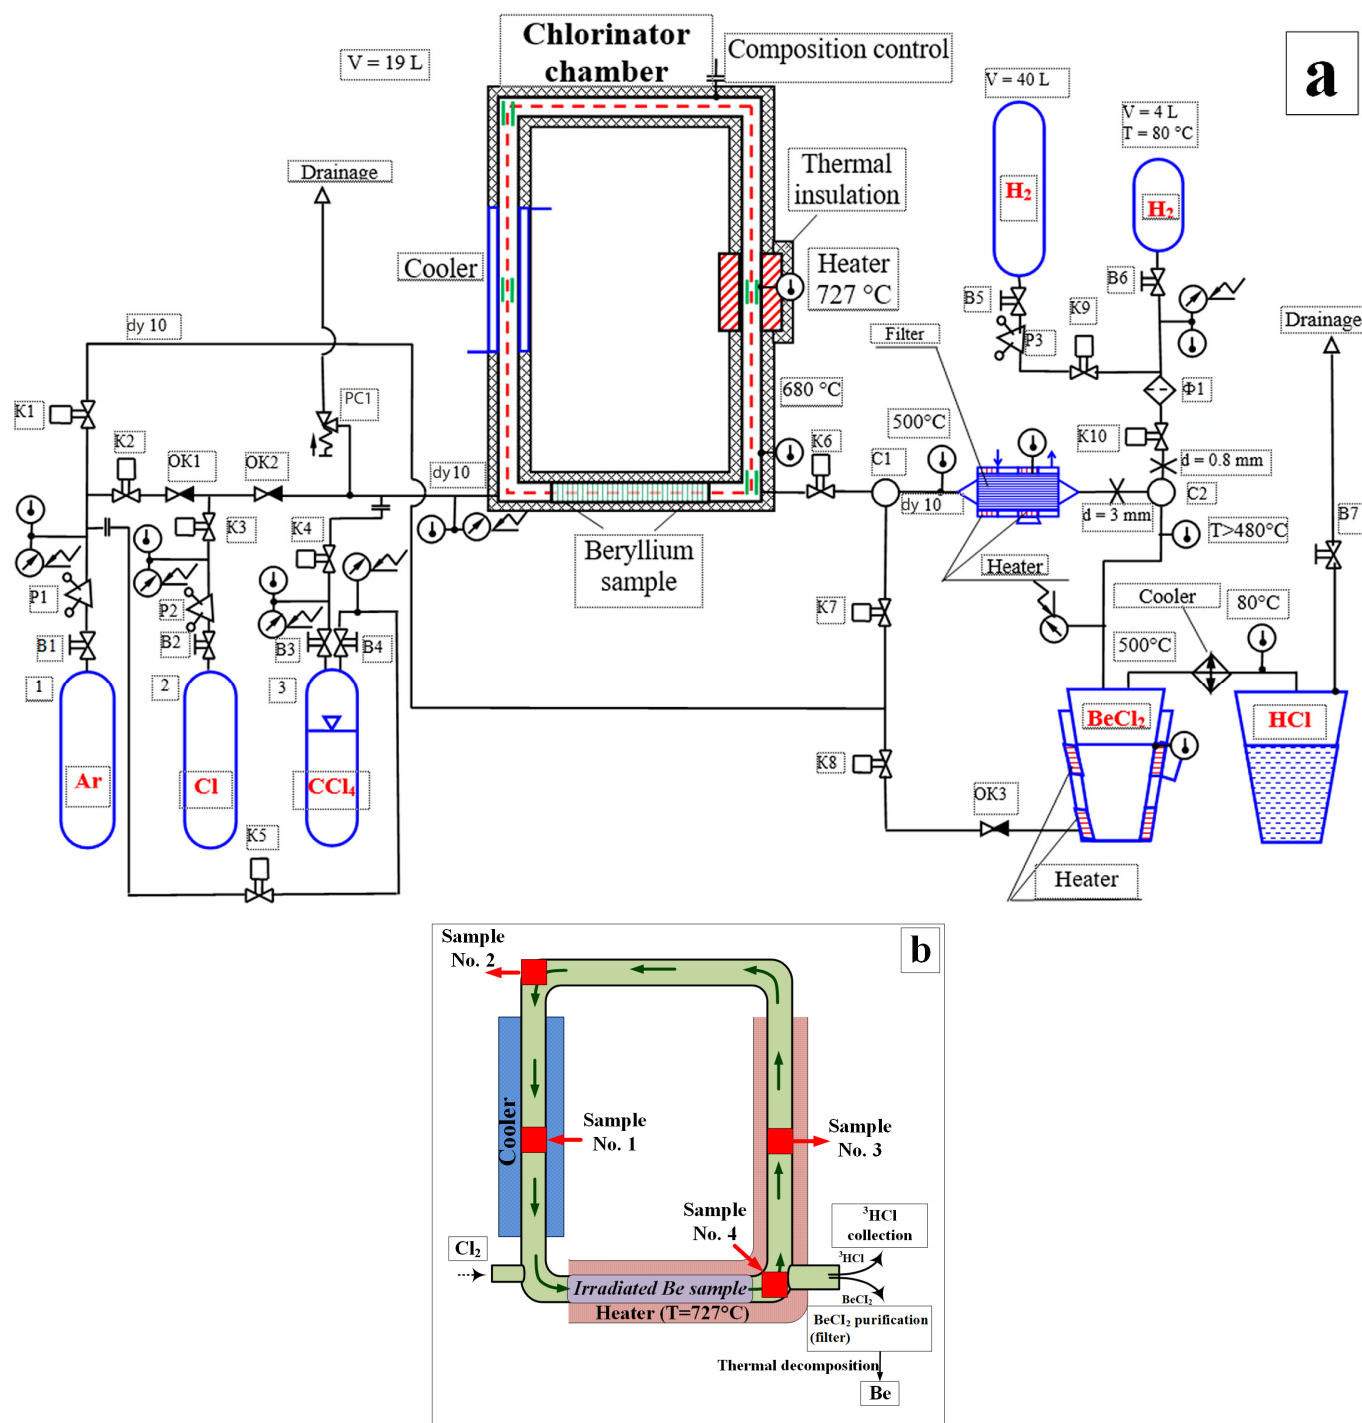 Chlorinator
chamber
Composition control
V = 19 L
a
V = 40 L
V = 4 L
T = 80 °C
Drainage
Thermal
insulation
H₂
H₂
Cooler
Heater
727 °C
B5
B6
K9
Drainage
dy 10
Filter
P3
680 °C
PC1
Ф1
K1
K2
OK1
OK2
dy 10
K6
C1
500°C
K10
d = 0.8 mm
C2
dy 10
d = 3 mm
B7
K3
K4
T>480°C
Beryllium
sample
Heater
Cooler
80°C
P1
P2
K7
B1
B2
B3
B4
500°C
1
2
3
BeCl₂
HCl
Ar
Cl
CCl₄
K8
OK3
K5
Heater
b
Sample
No. 2
Cooler
Sample
No. 1
Sample
No. 3
Sample
No. 4
³HCl
collection
Cl₂
³HCl
Irradiated Be sample
BeCl₂
Heater (T=727°C)
BeCl₂ purification
(filter)
Thermal decomposition
Be